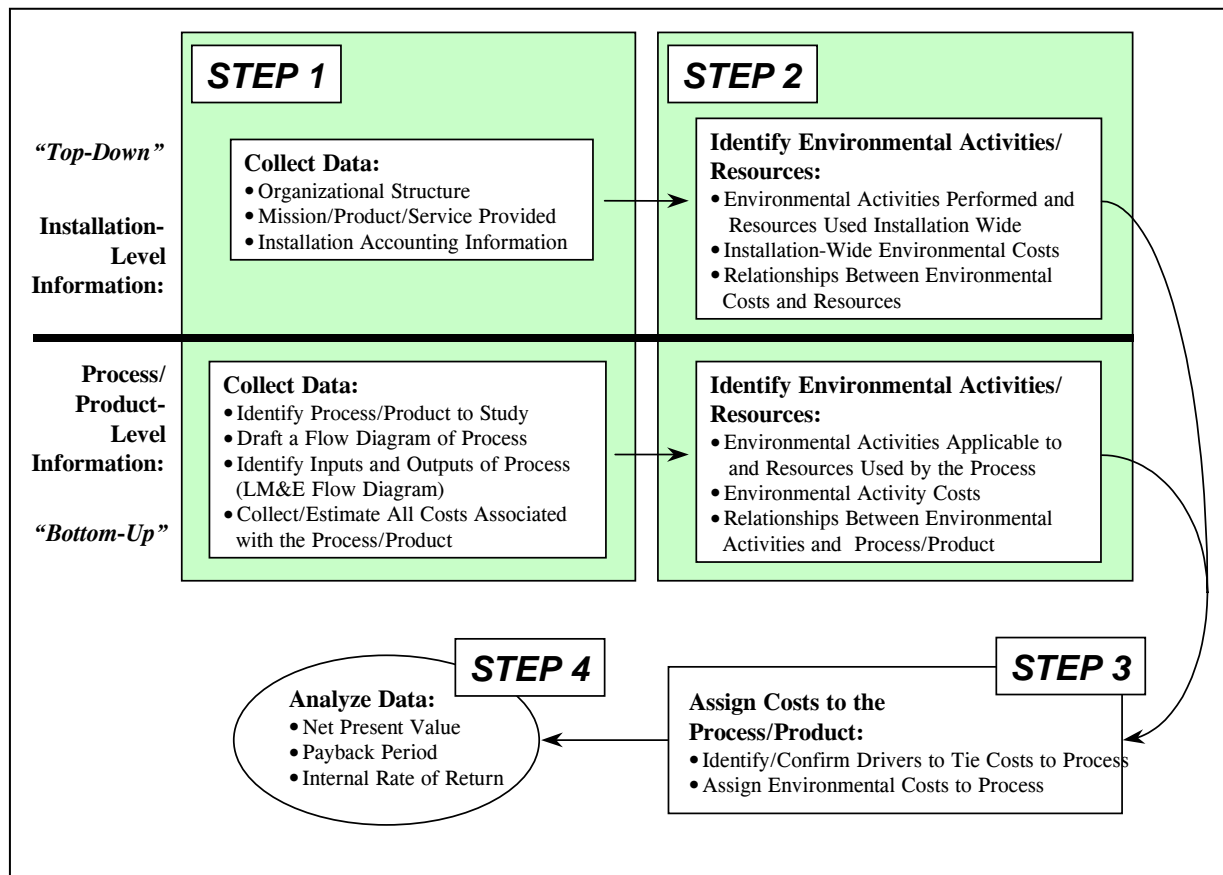 STEP 1
STEP 2
“Top-Down”
Installation-
Level
Information:
Collect Data:
• Organizational Structure
• Mission/Product/Service Provided
• Installation Accounting Information
Identify Environmental Activities/
Resources:
• Environmental Activities Performed and
Resources Used Installation Wide
• Installation-Wide Environmental Costs
• Relationships Between Environmental
Costs and Resources
Process/
Product-
Level
Information:
“Bottom-Up”
Collect Data:
• Identify Process/Product to Study
• Draft a Flow Diagram of Process
• Identify Inputs and Outputs of Process
(LM&E Flow Diagram)
• Collect/Estimate All Costs Associated
with the Process/Product
Identify Environmental Activities/
Resources:
• Environmental Activities Applicable to
and Resources Used by the Process
• Environmental Activity Costs
• Relationships Between Environmental
Activities and Process/Product
STEP 3
Assign Costs to the
Process/Product:
• Identify/Confirm Drivers to Tie Costs to Process
• Assign Environmental Costs to Process
STEP 4
Analyze Data:
• Net Present Value
• Payback Period
• Internal Rate of Return